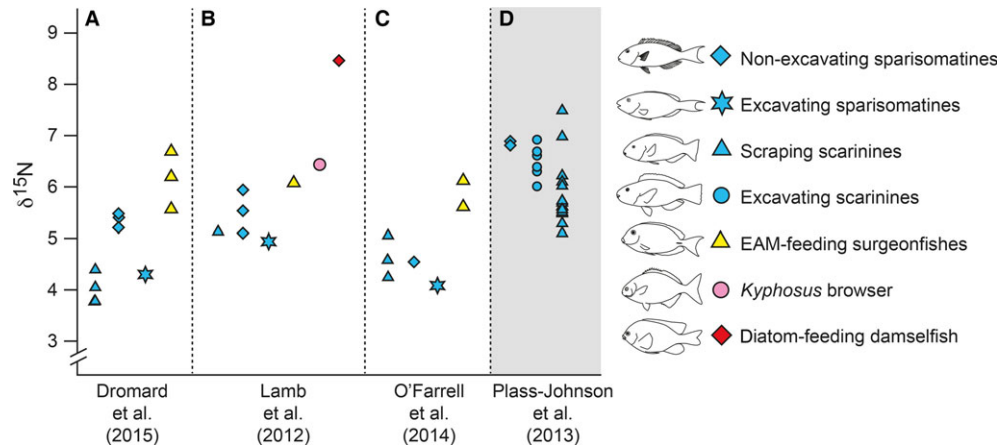 A B C D
9
8
7
6
5
4
3
δ15N
Dromard
et al.
(2015)
Lamb
et al.
(2012)
O'Farrell
et al.
(2014)
Plass-Johnson
et al.
(2013)
Non-excavating sparisomatines
Excavating sparisomatines
Scraping scarinines
Excavating scarinines
EAM-feeding surgeonfishes
Kyphosus browser
Diatom-feeding damselfish